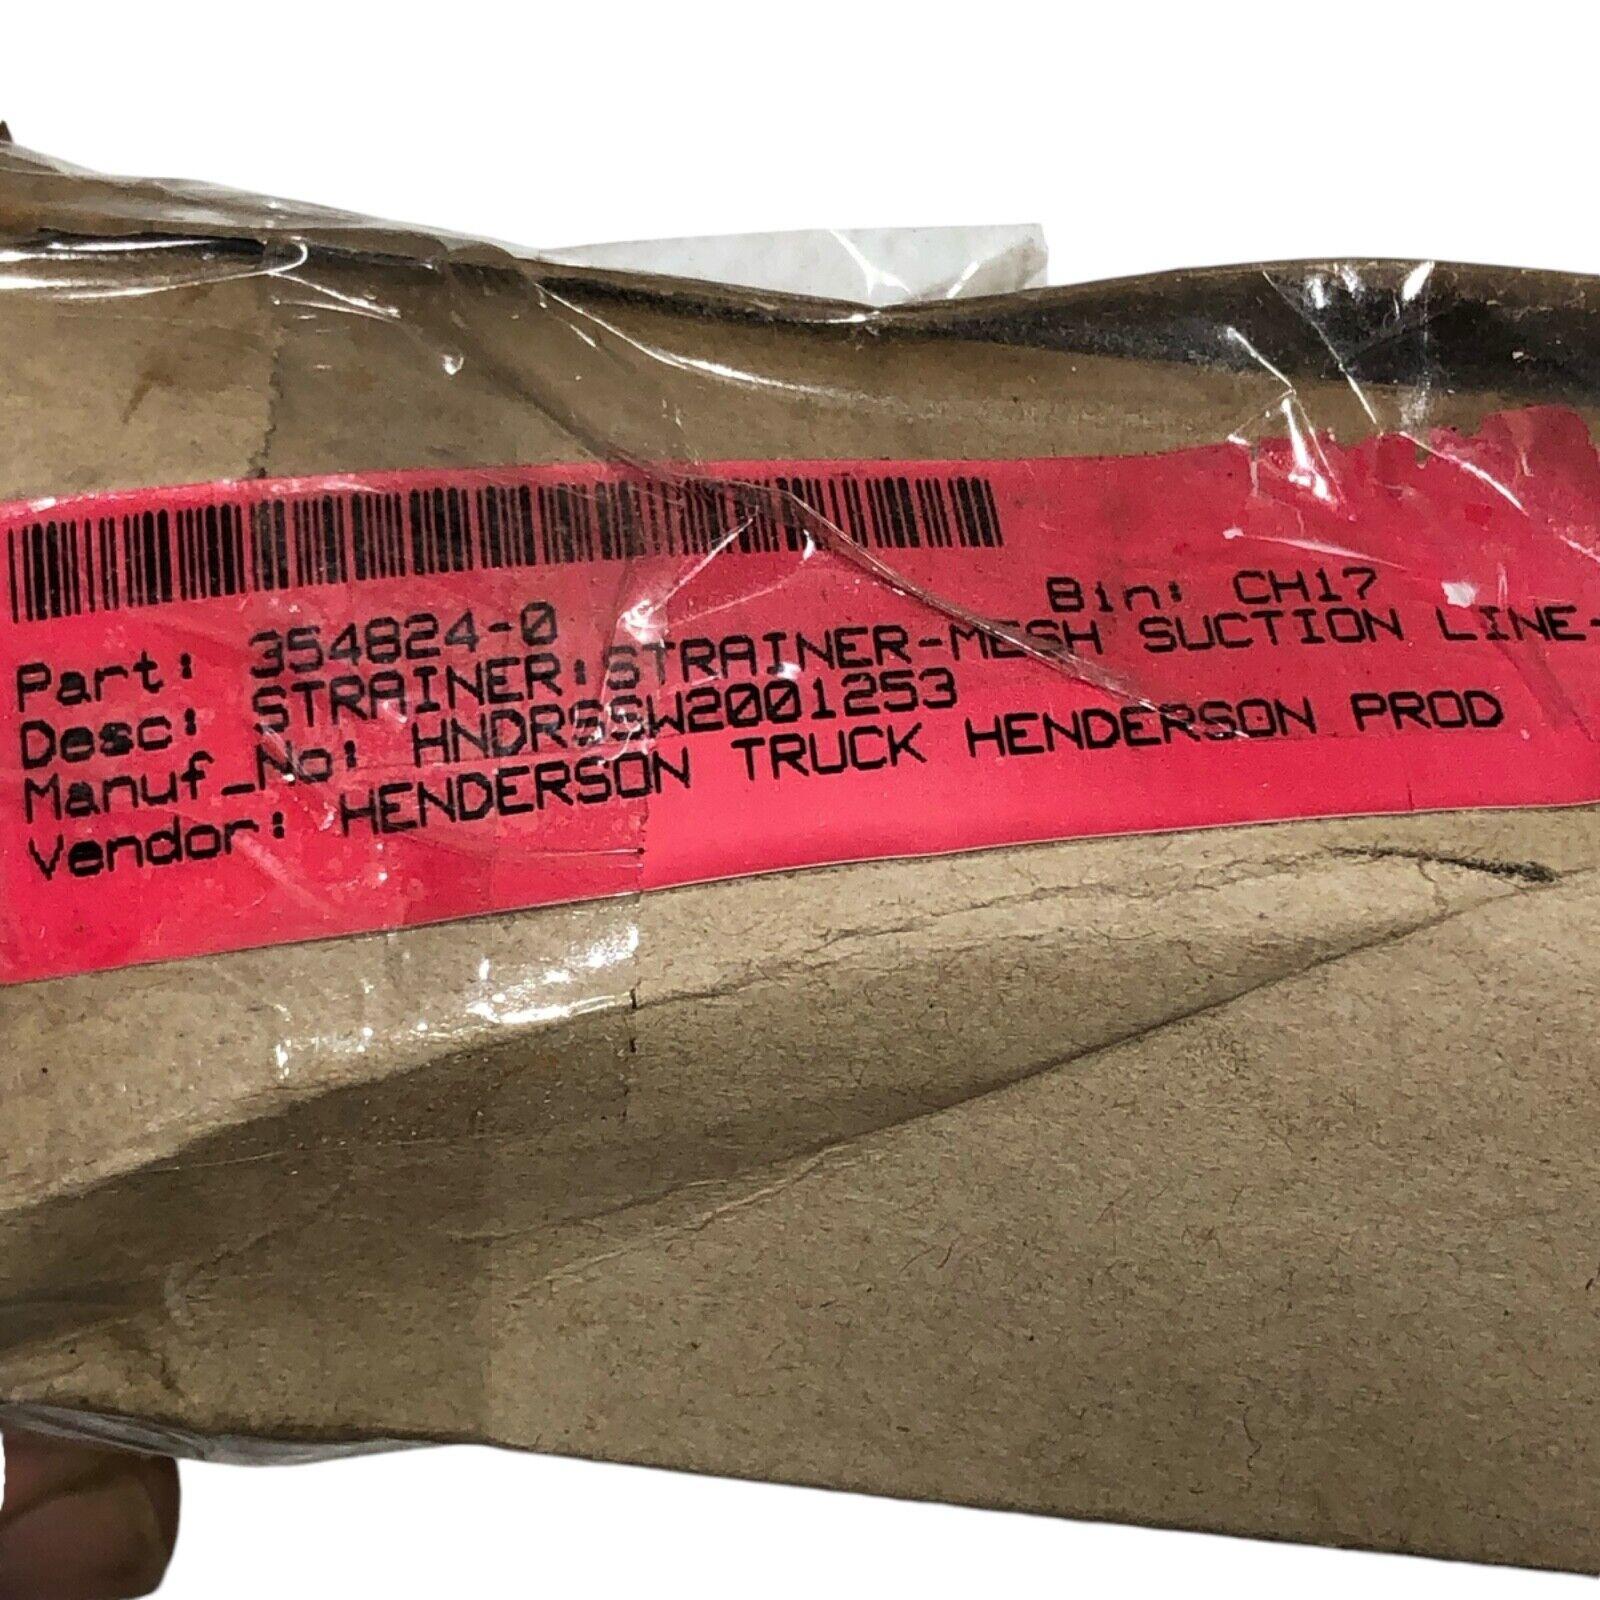 Part: 354824-0 Bin: CH17
Desc: STRAINER:STRAINER-MESH SUCTION LINE-
Manuf_No: HNDRSSW2001253
Vendor: HENDERSON TRUCK HENDERSON PROD